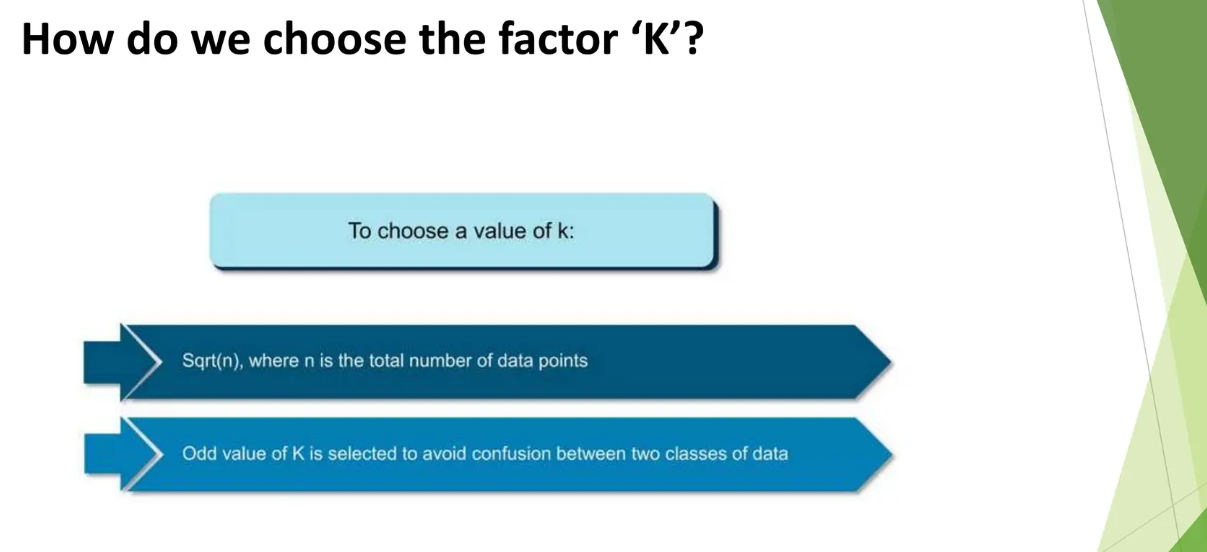 How do we choose the factor ‘K’?
To choose a value of k:
Sqrt(n), where n is the total number of data points
Odd value of K is selected to avoid confusion between two classes of data